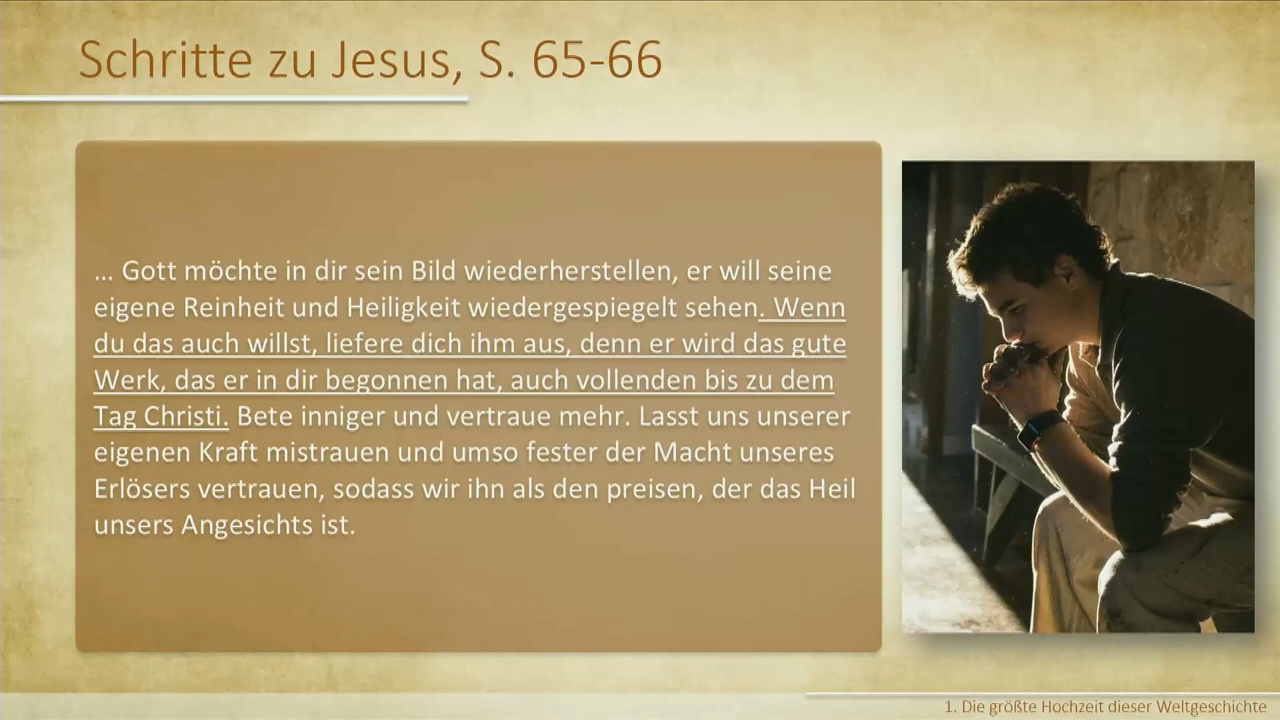 Schritte zu Jesus, S. 65-66
... Gott möchte in dir sein Bild wiederherstellen, er will seine
eigene Reinheit und Heiligkeit wiedergespiegelt sehen. Wenn
du das auch willst, liefere dich ihm aus, denn er wird das gute
Werk, das er in dir begonnen hat, auch vollenden bis zu dem
Tag Christi. Bete inniger und vertraue mehr. Lasst uns unserer
eigenen Kraft mistrauen und umso fester der Macht unseres
Erlösers vertrauen, sodass wir ihn als den preisen, der das Heil
unsers Angesichts ist.
1. Die größte Hochzeit dieser Weltgeschichte